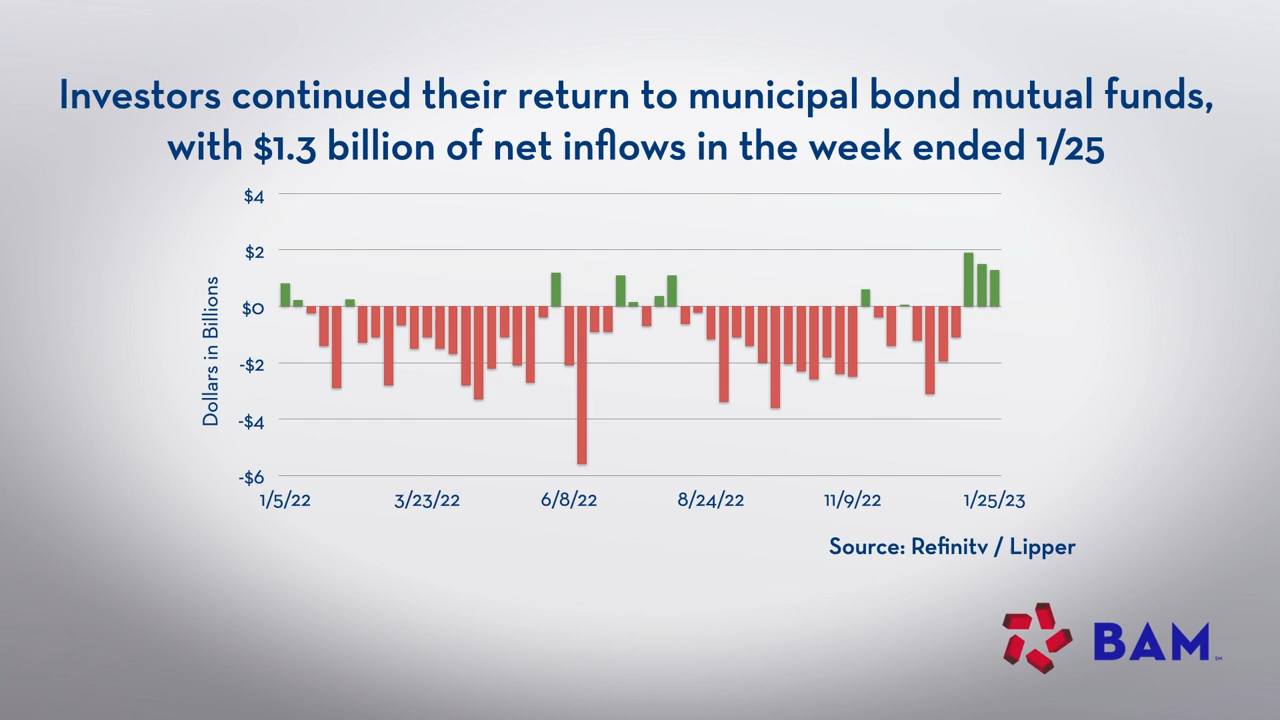 Investors continued their return to municipal bond mutual funds,
with $1.3 billion of net inflows in the week ended 1/25
$4
$2
$0
-$2
-$4
-$6
Dollars in Billions
1/5/22 3/23/22 6/8/22 8/24/22 11/9/22 1/25/23
Source: Refinitv / Lipper
BAM℠